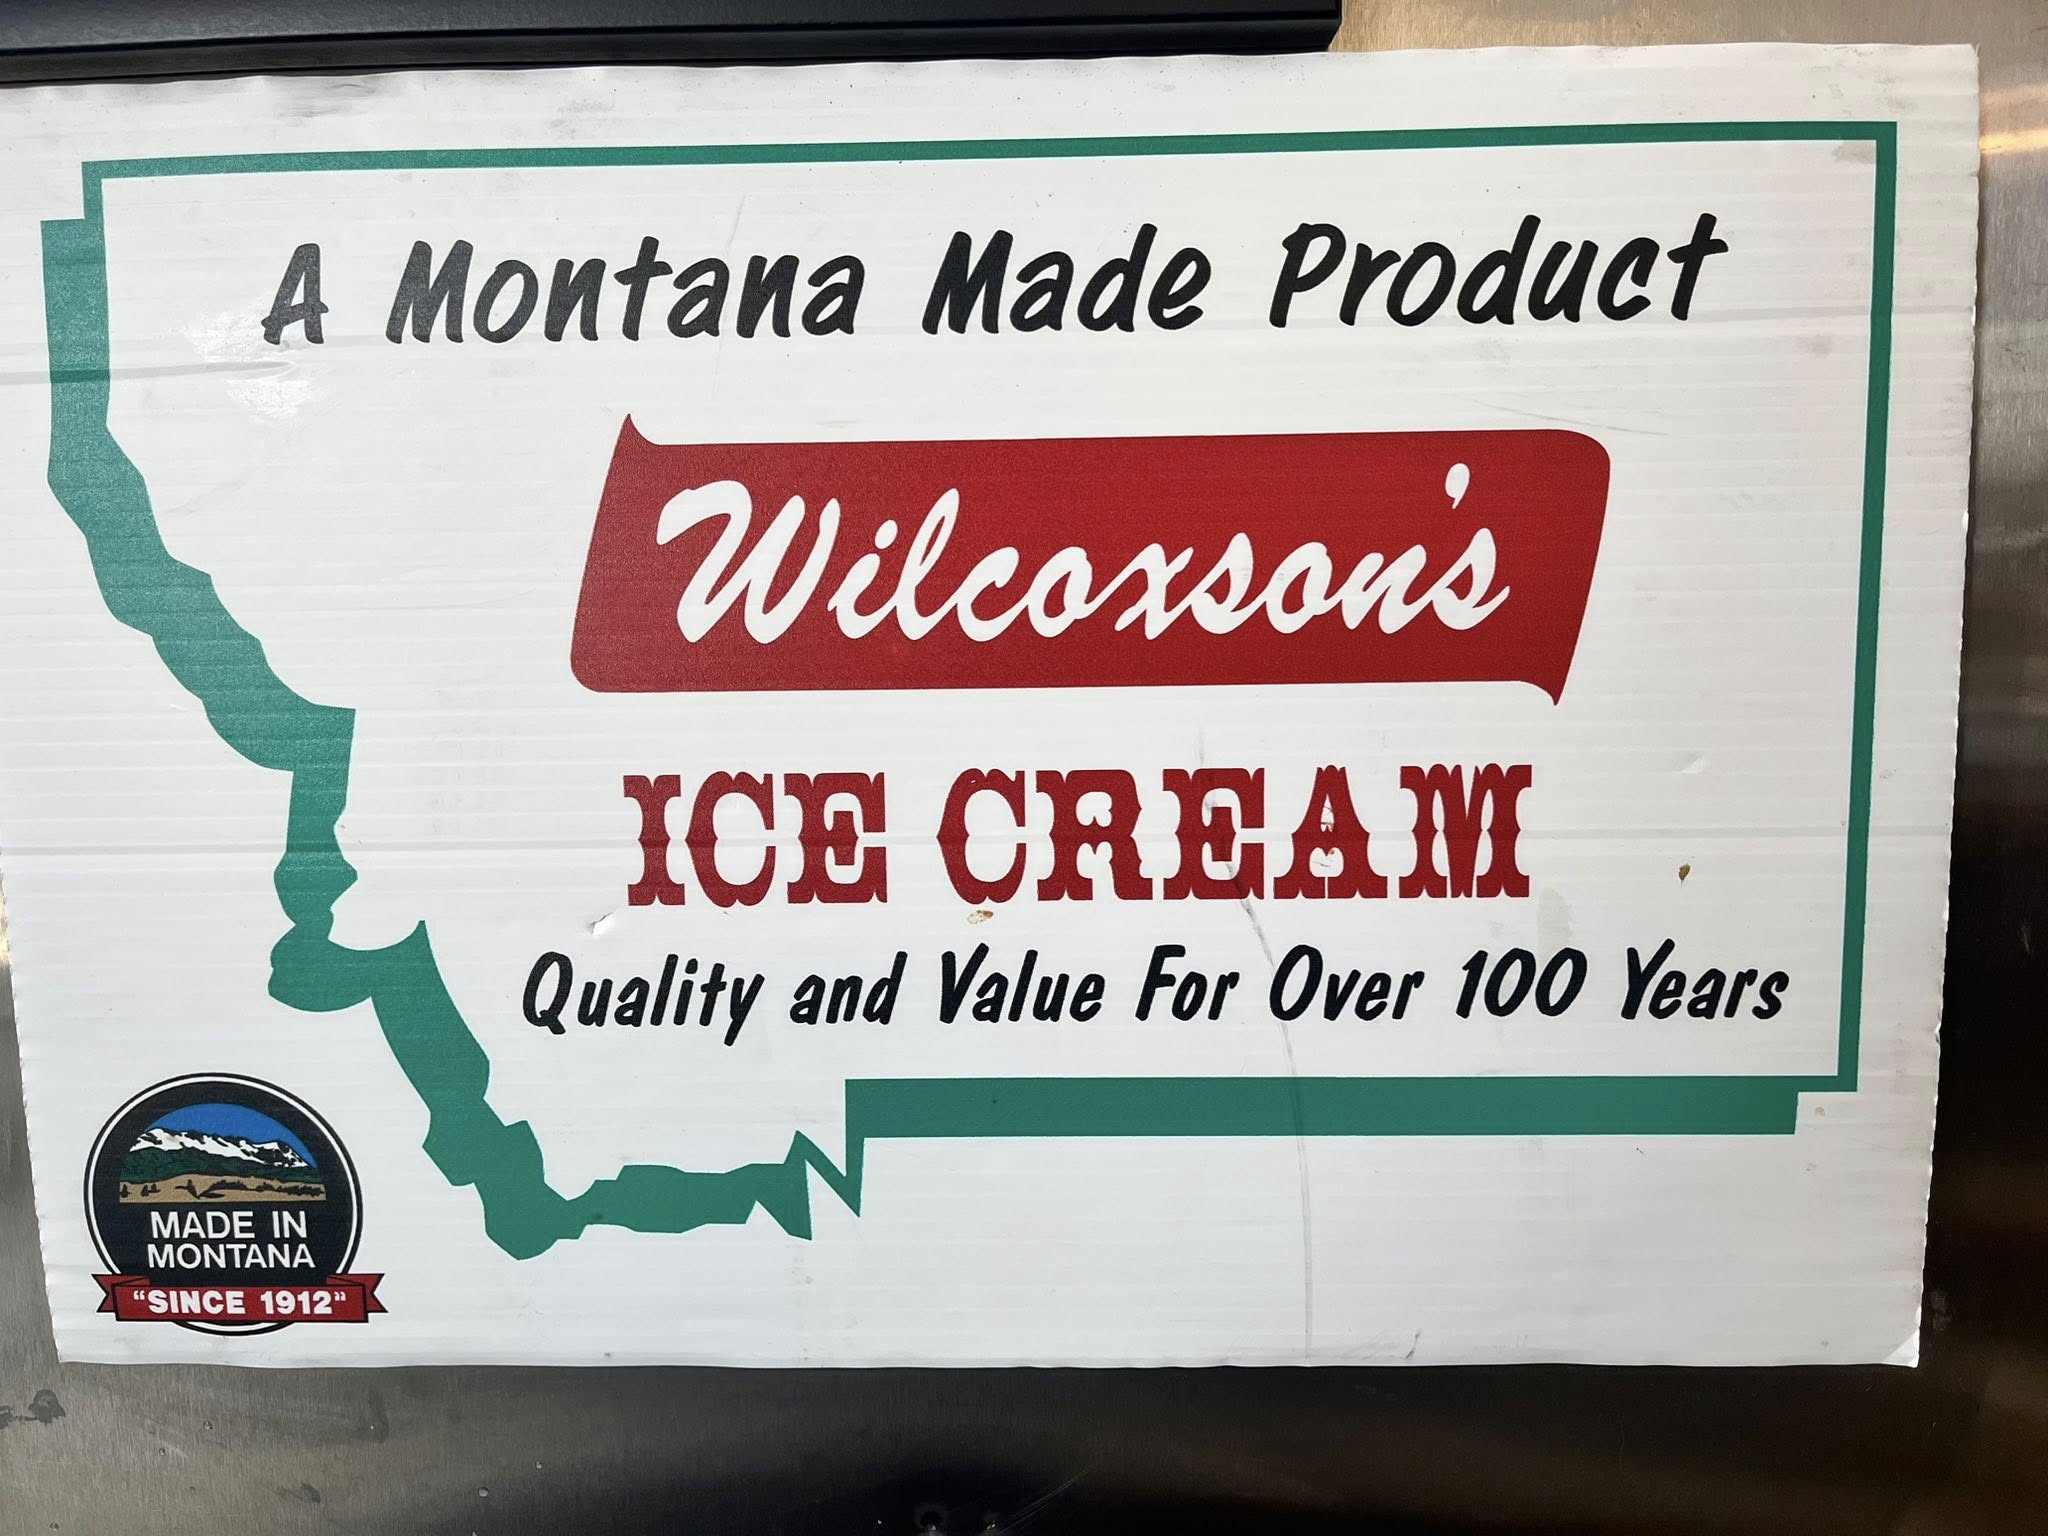 A Montana Made Product
Wilcoxson's
ICE CREAM
Quality and Value For Over 100 Years
MADE IN
MONTANA
"SINCE 1912"